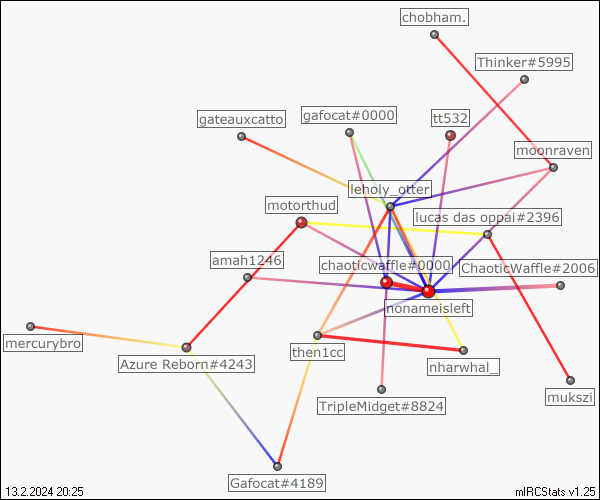 chobham.
Thinker#5995
gateauxcatto
gafocat#0000
tt532
moonraven
leholy_otter
motorthud
lucas das oppai#2396
amah1246
chaoticwaffle#0000
ChaoticWaffle#2006
nonameisleft
mercurybro
Azure Reborn#4243
then1cc
nharwhal_
TripleMidget#8824
mukszi
Gafocat#4189
13.2.2024 20:25
mIRCStats v1.25